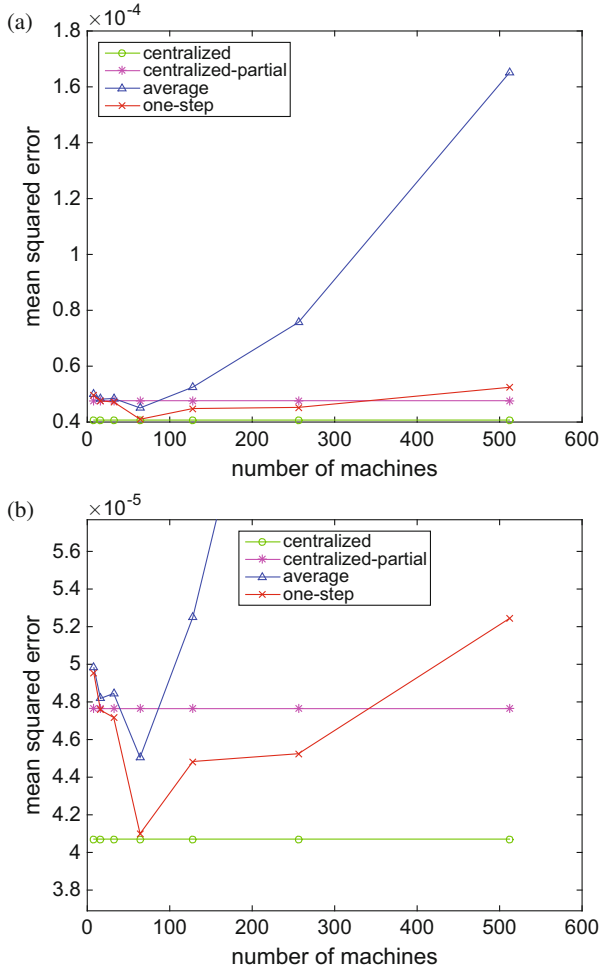 (a)
×10⁻⁴
1.8
1.6
1.4
1.2
1
0.8
0.6
0.4
mean squared error
centralized
centralized-partial
average
one-step
0 100 200 300 400 500 600
number of machines
(b)
×10⁻⁵
5.6
5.4
5.2
5
4.8
4.6
4.4
4.2
4
3.8
mean squared error
centralized
centralized-partial
average
one-step
0 100 200 300 400 500 600
number of machines